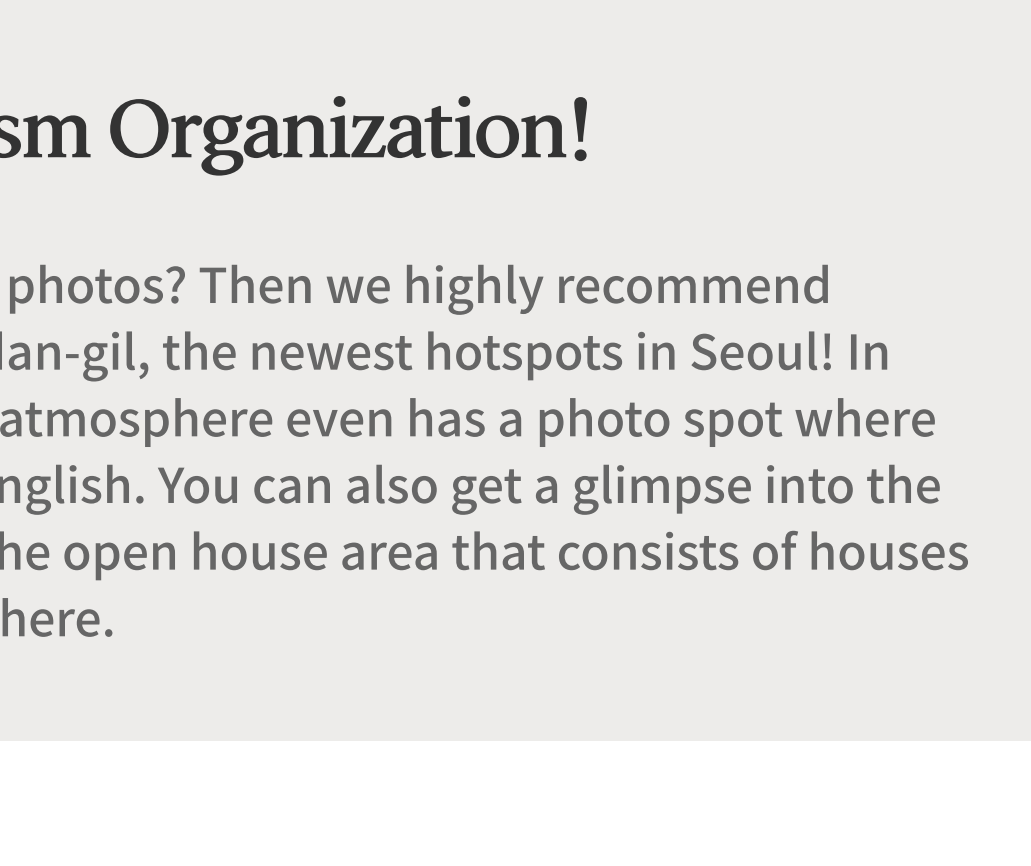 sm Organization!
photos? Then we highly recommend
dan-gil, the newest hotspots in Seoul! In
atmosphere even has a photo spot where
nglish. You can also get a glimpse into the
he open house area that consists of houses
here.